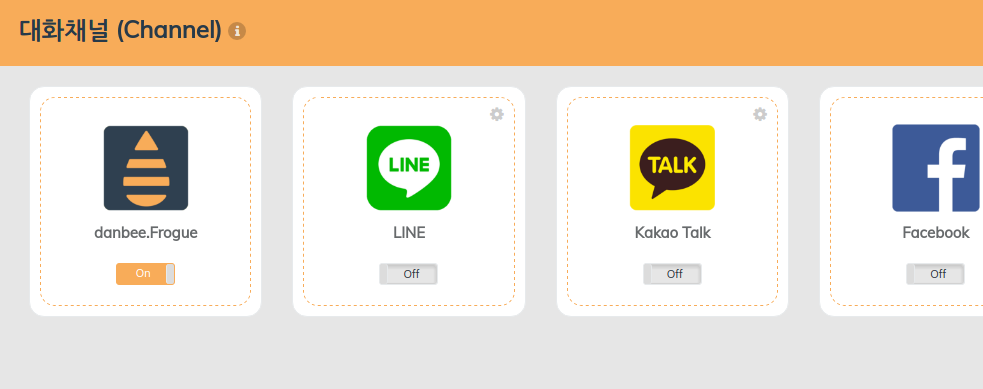 대화채널 (Channel)
LINE
TALK
danbee.Frogue
LINE
Kakao Talk
Facebook
On
Off
Off
Off